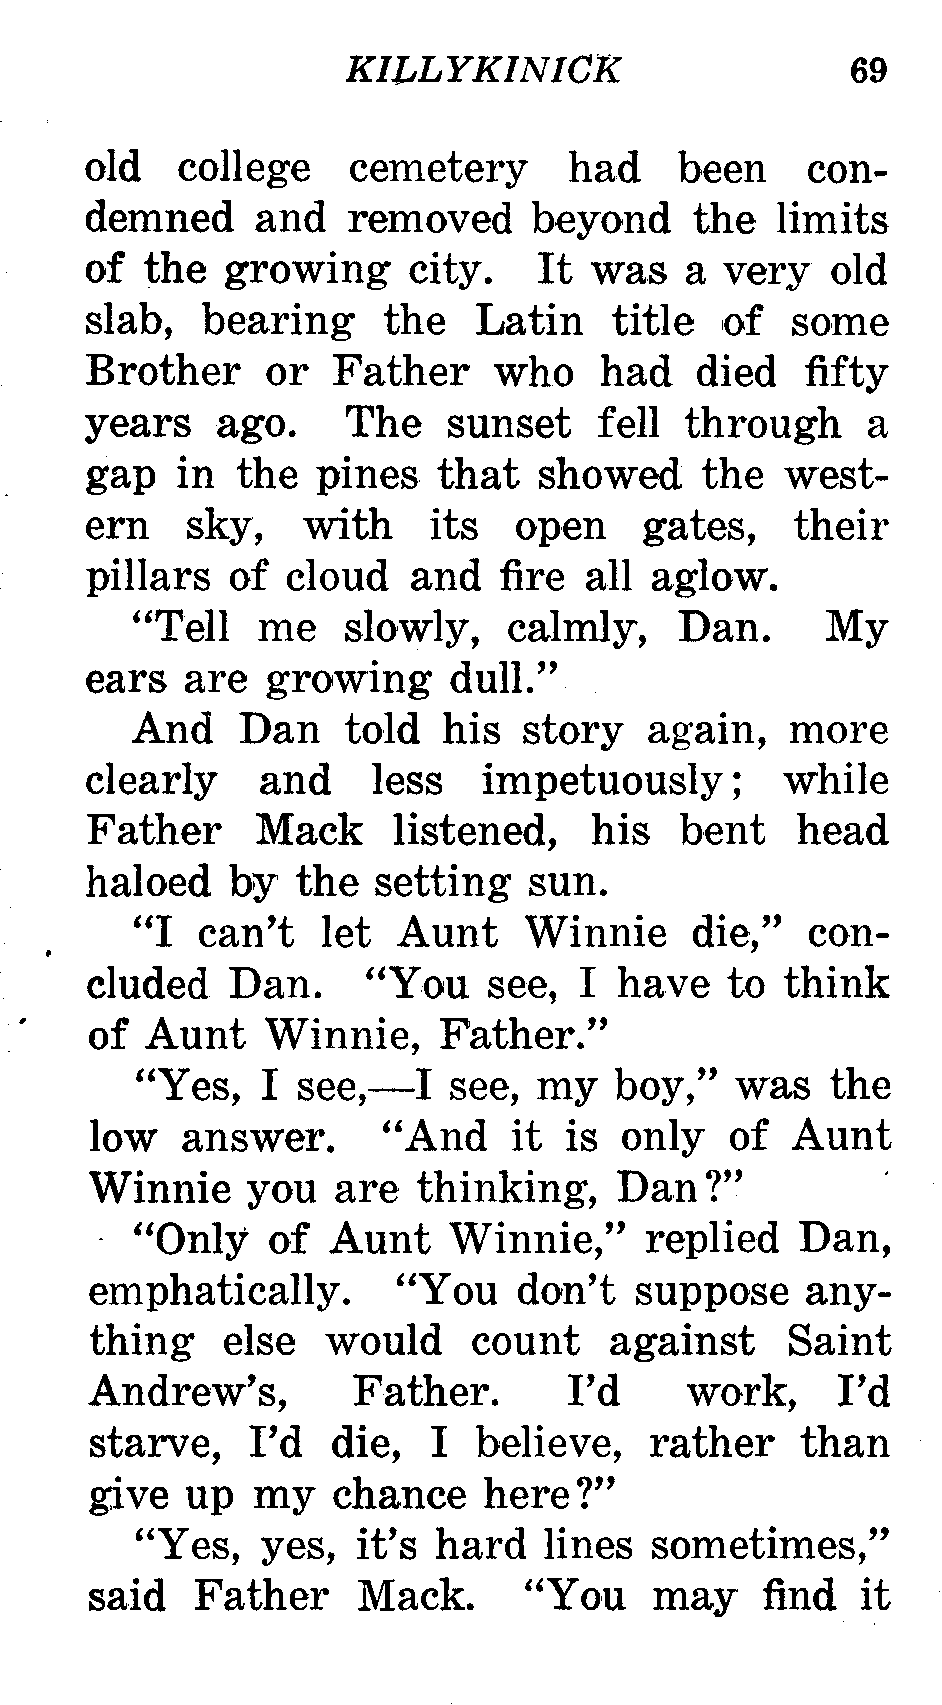 KILLYKINICK 69
old college cemetery had been con-
demned and removed beyond the limits
of the growing city. It was a very old
slab, bearing the Latin title of some
Brother or Father who had died fifty
years ago. The sunset fell through a
gap in the pines that showed the west-
ern sky, with its open gates, their
pillars of cloud and fire all aglow.
“Tell me slowly, calmly, Dan. My
ears are growing dull.”
And Dan told his story again, more
clearly and less impetuously; while
Father Mack listened, his bent head
haloed by the setting sun.
“I can’t let Aunt Winnie die,” con-
cluded Dan. “You see, I have to think
of Aunt Winnie, Father.”
“Yes, I see,—I see, my boy,” was the
low answer. “And it is only of Aunt
Winnie you are thinking, Dan?”
“Only of Aunt Winnie,” replied Dan,
emphatically. “You don’t suppose any-
thing else would count against Saint
Andrew’s, Father. I’d work, I’d
starve, I’d die, I believe, rather than
give up my chance here?”
“Yes, yes, it’s hard lines sometimes,”
said Father Mack. “You may find it